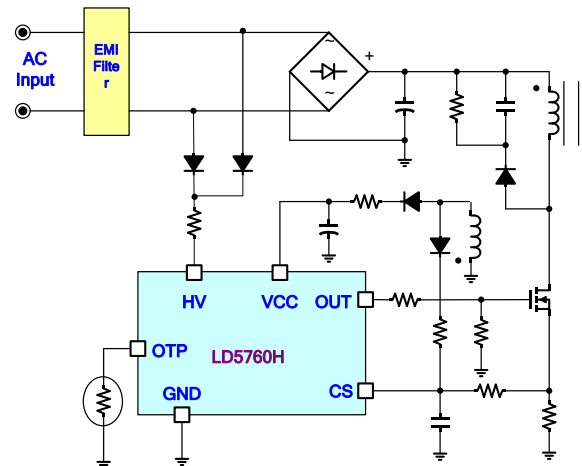 AC
Input
EMI
Filte
r
~
+
~
HV
VCC
OUT
OTP
LD5760H
GND
CS